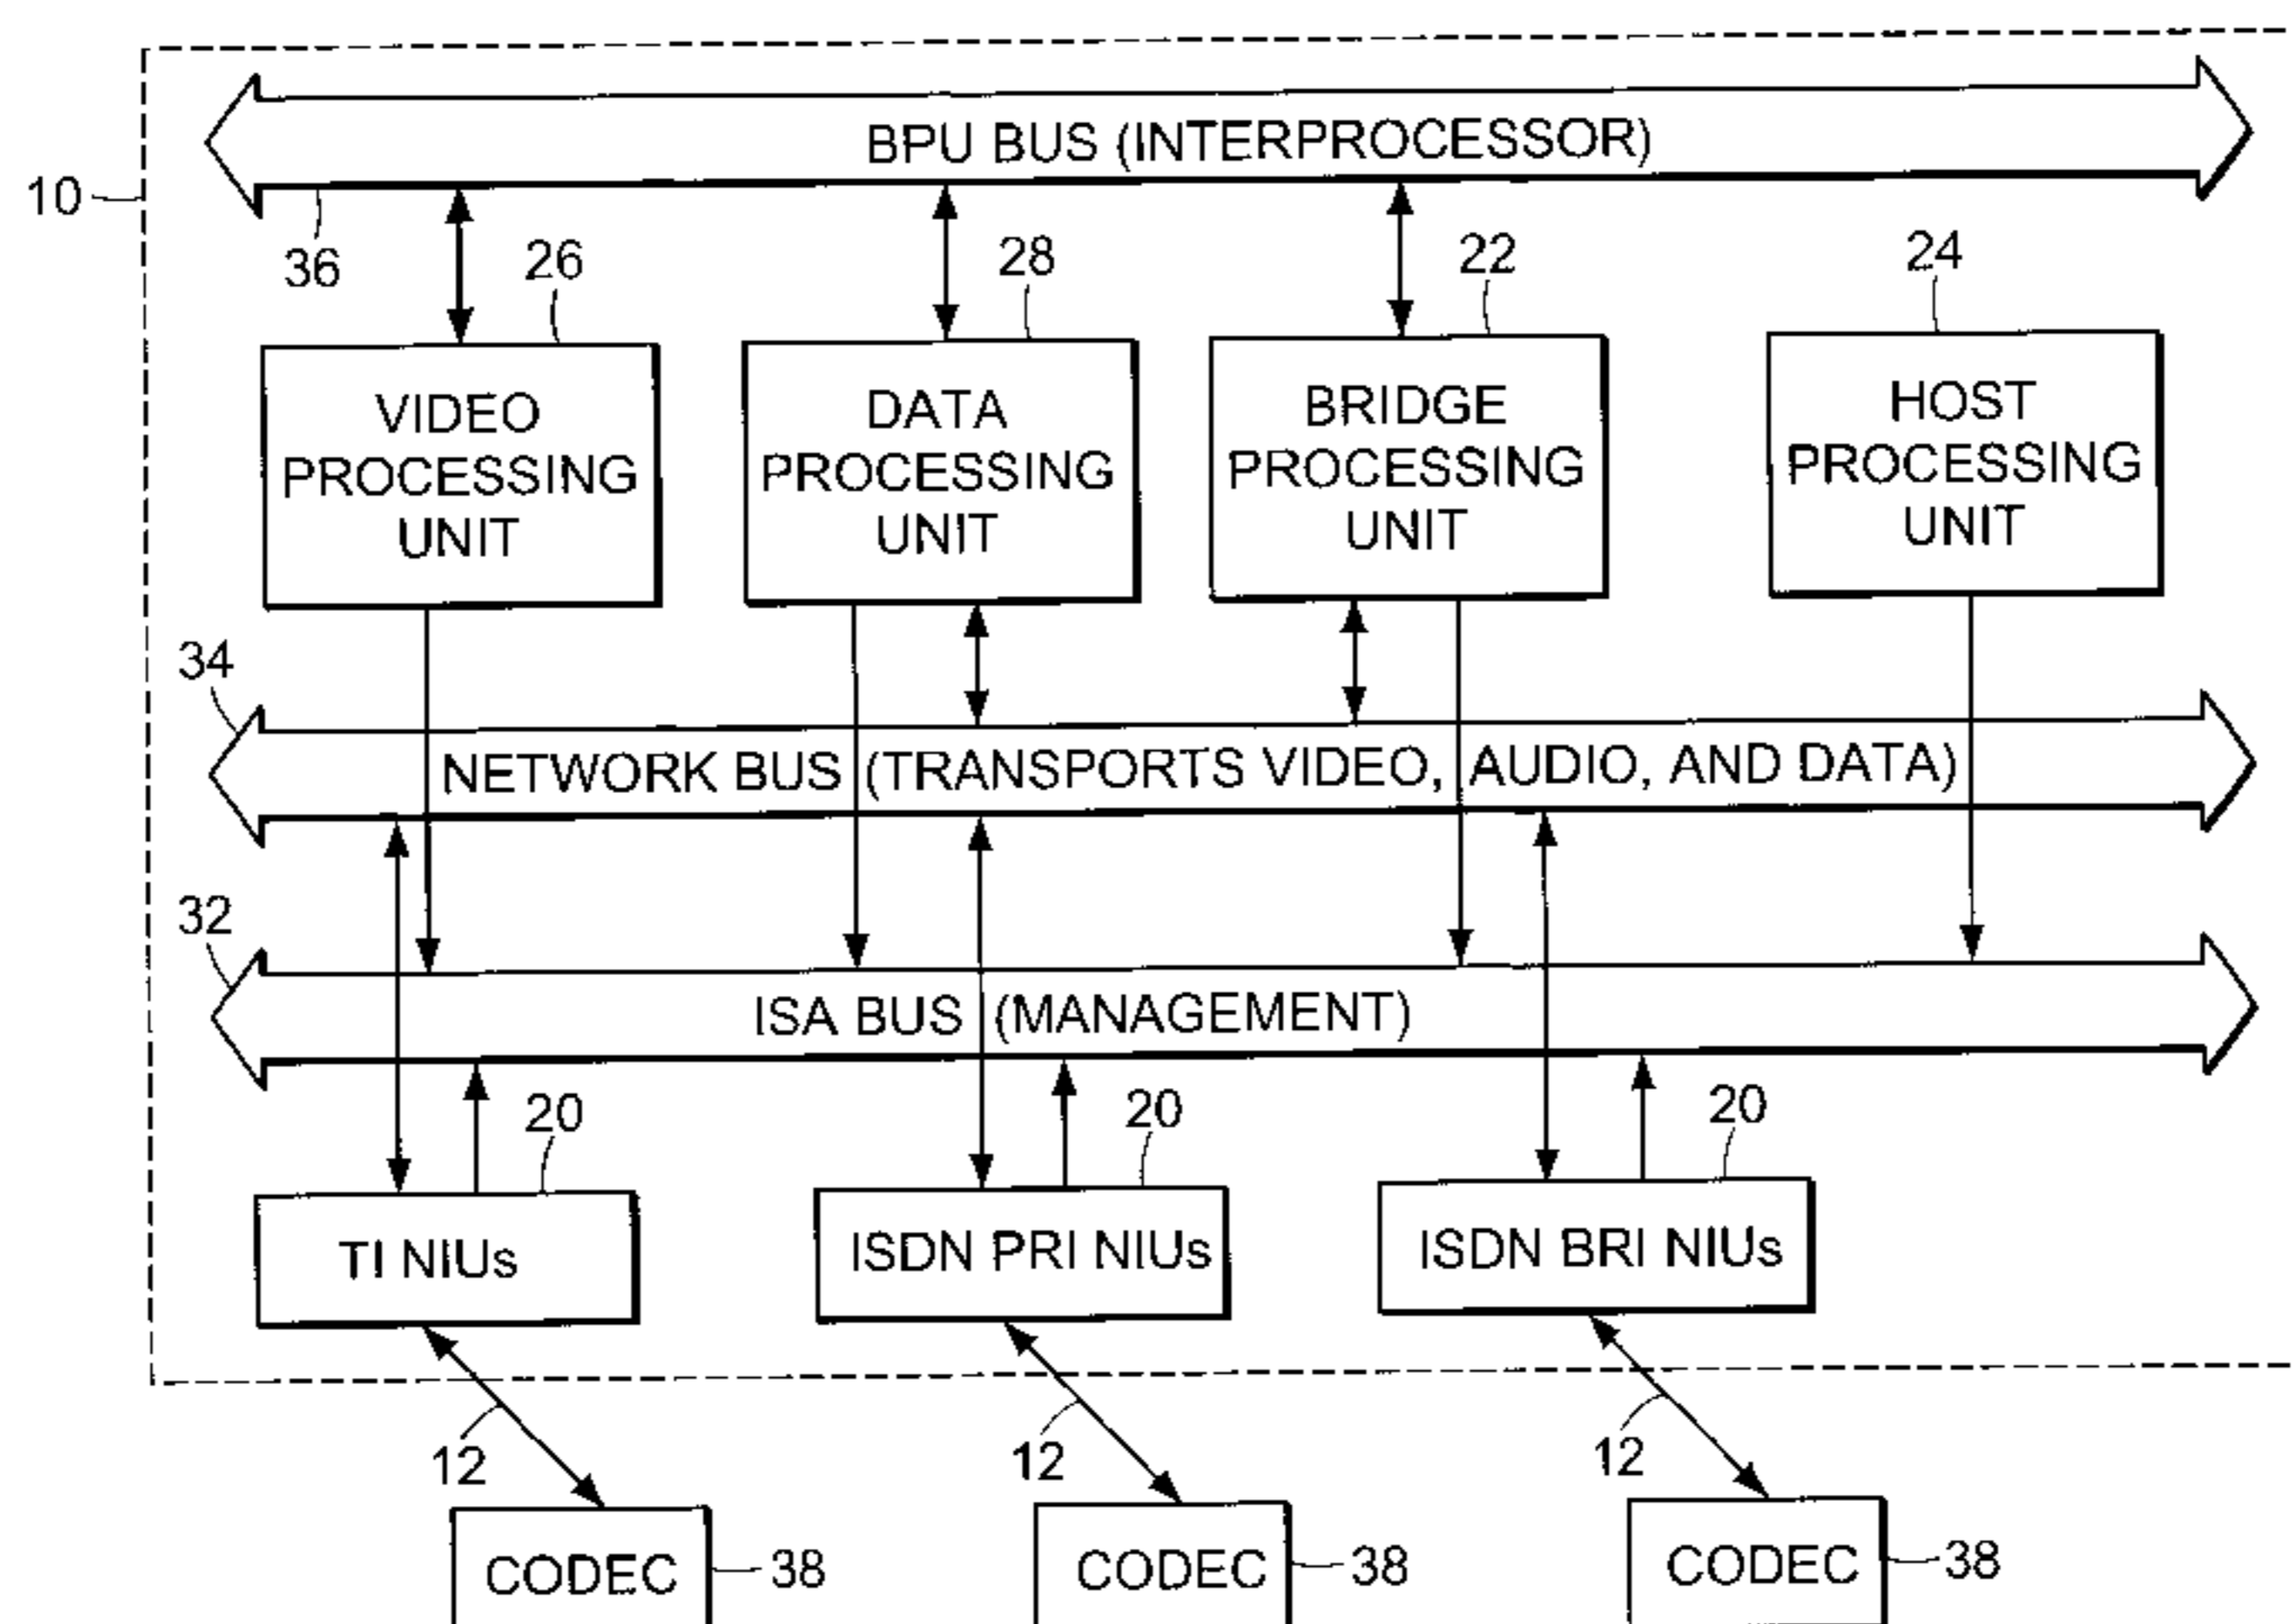 BPU BUS (INTERPROCESSOR)
10
36
26
28
22
24
VIDEO
PROCESSING
UNIT
DATA
PROCESSING
UNIT
BRIDGE
PROCESSING
UNIT
HOST
PROCESSING
UNIT
34
NETWORK BUS (TRANSPORTS VIDEO, AUDIO, AND DATA)
32
ISA BUS (MANAGEMENT)
20
20
20
TI NIUs
ISDN PRI NIUs
ISDN BRI NIUs
12
12
12
CODEC
38
CODEC
38
CODEC
38